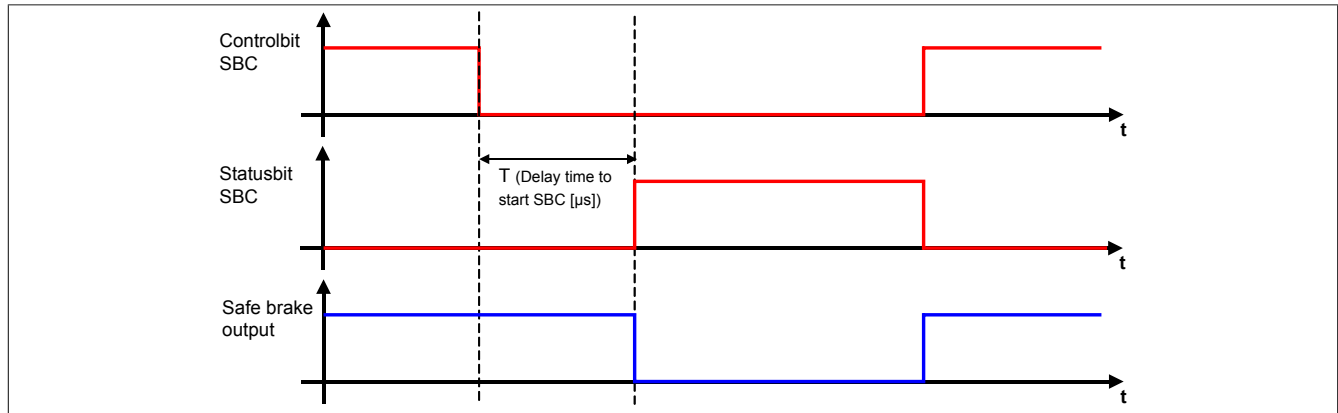 Controlbit
SBC
t
Statusbit
SBC
T (Delay time to
start SBC [µs])
t
Safe brake
output
t